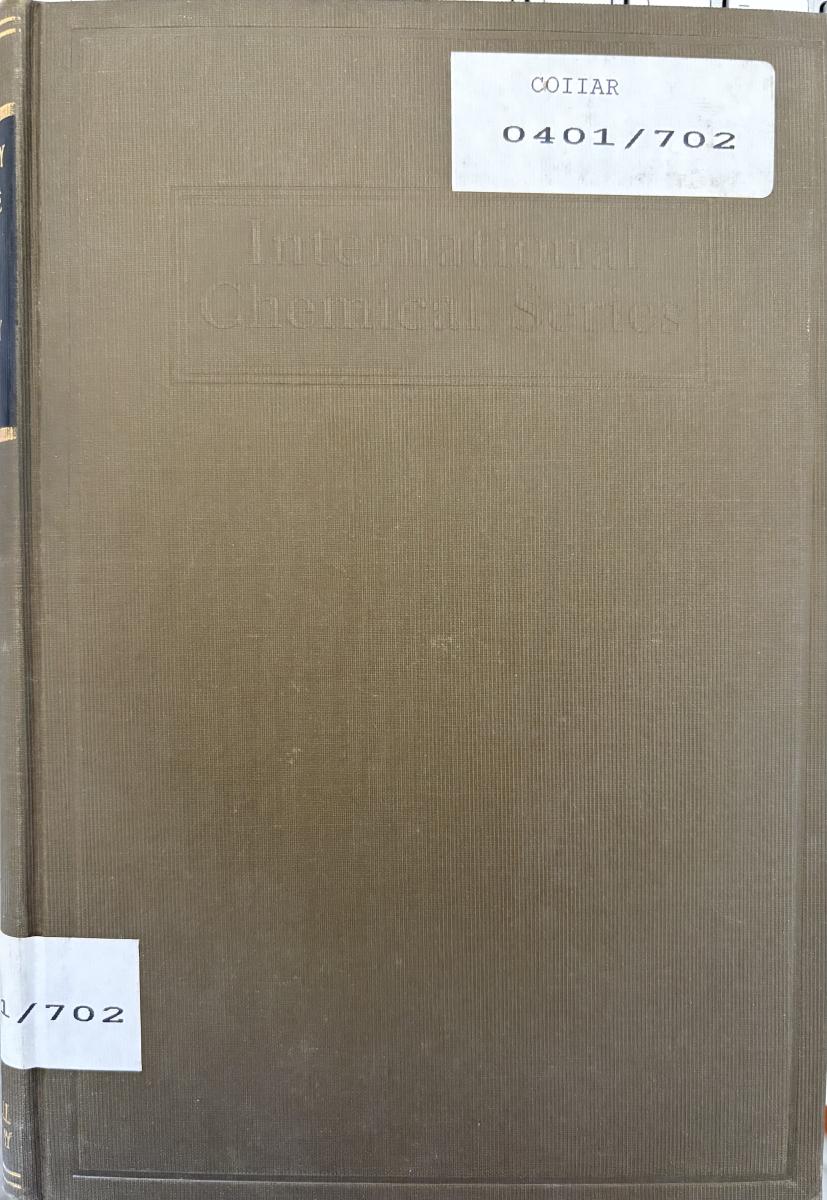 COIIAR
0401/702
International
Chemical Series
1/702